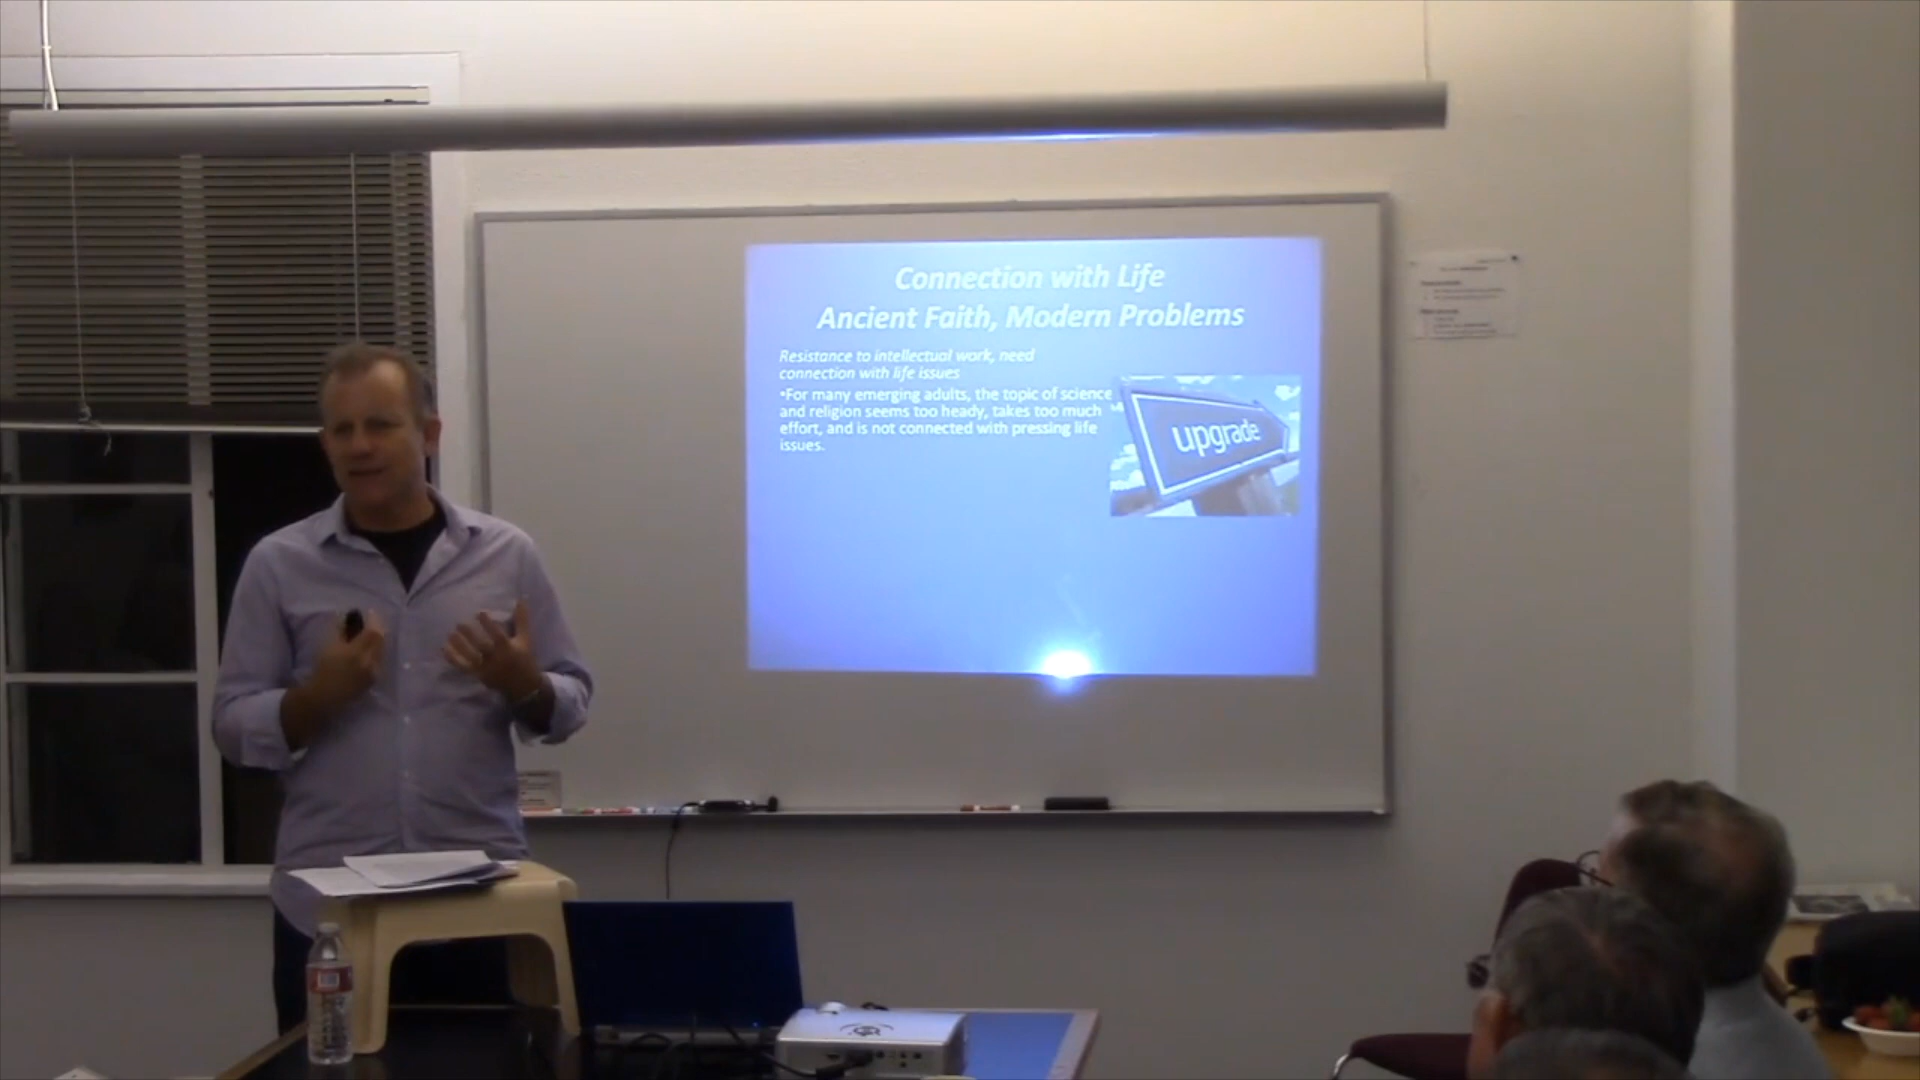 Connection with Life
Ancient Faith, Modern Problems
Resistance to intellectual work, need
connection with life issues
•For many emerging adults, the topic of science
and religion seems too heady, takes too much
effort, and is not connected with pressing life
issues.
upgrade